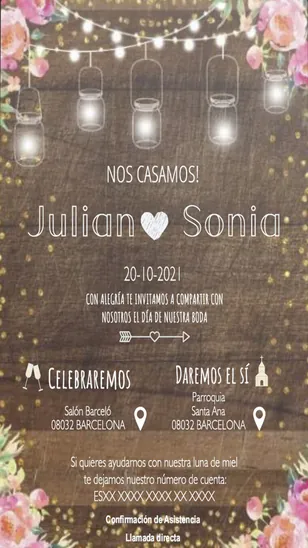 NOS CASAMOS!
Julian Sonia
20-10-2021
CON ALEGRÍA TE INVITAMOS A COMPARTIR CON
NOSOTROS EL DÍA DE NUESTRA BODA
CELEBRAREMOS
Salón Barceló
08032 BARCELONA
DAREMOS EL SÍ
Parroquia
Santa Ana
08032 BARCELONA
Si quieres ayudarnos con nuestra luna de miel
te dejamos nuestro número de cuenta:
ESXX XXXX XXXX XX XXXX
Confirmación de Asistencia
Llamada directa